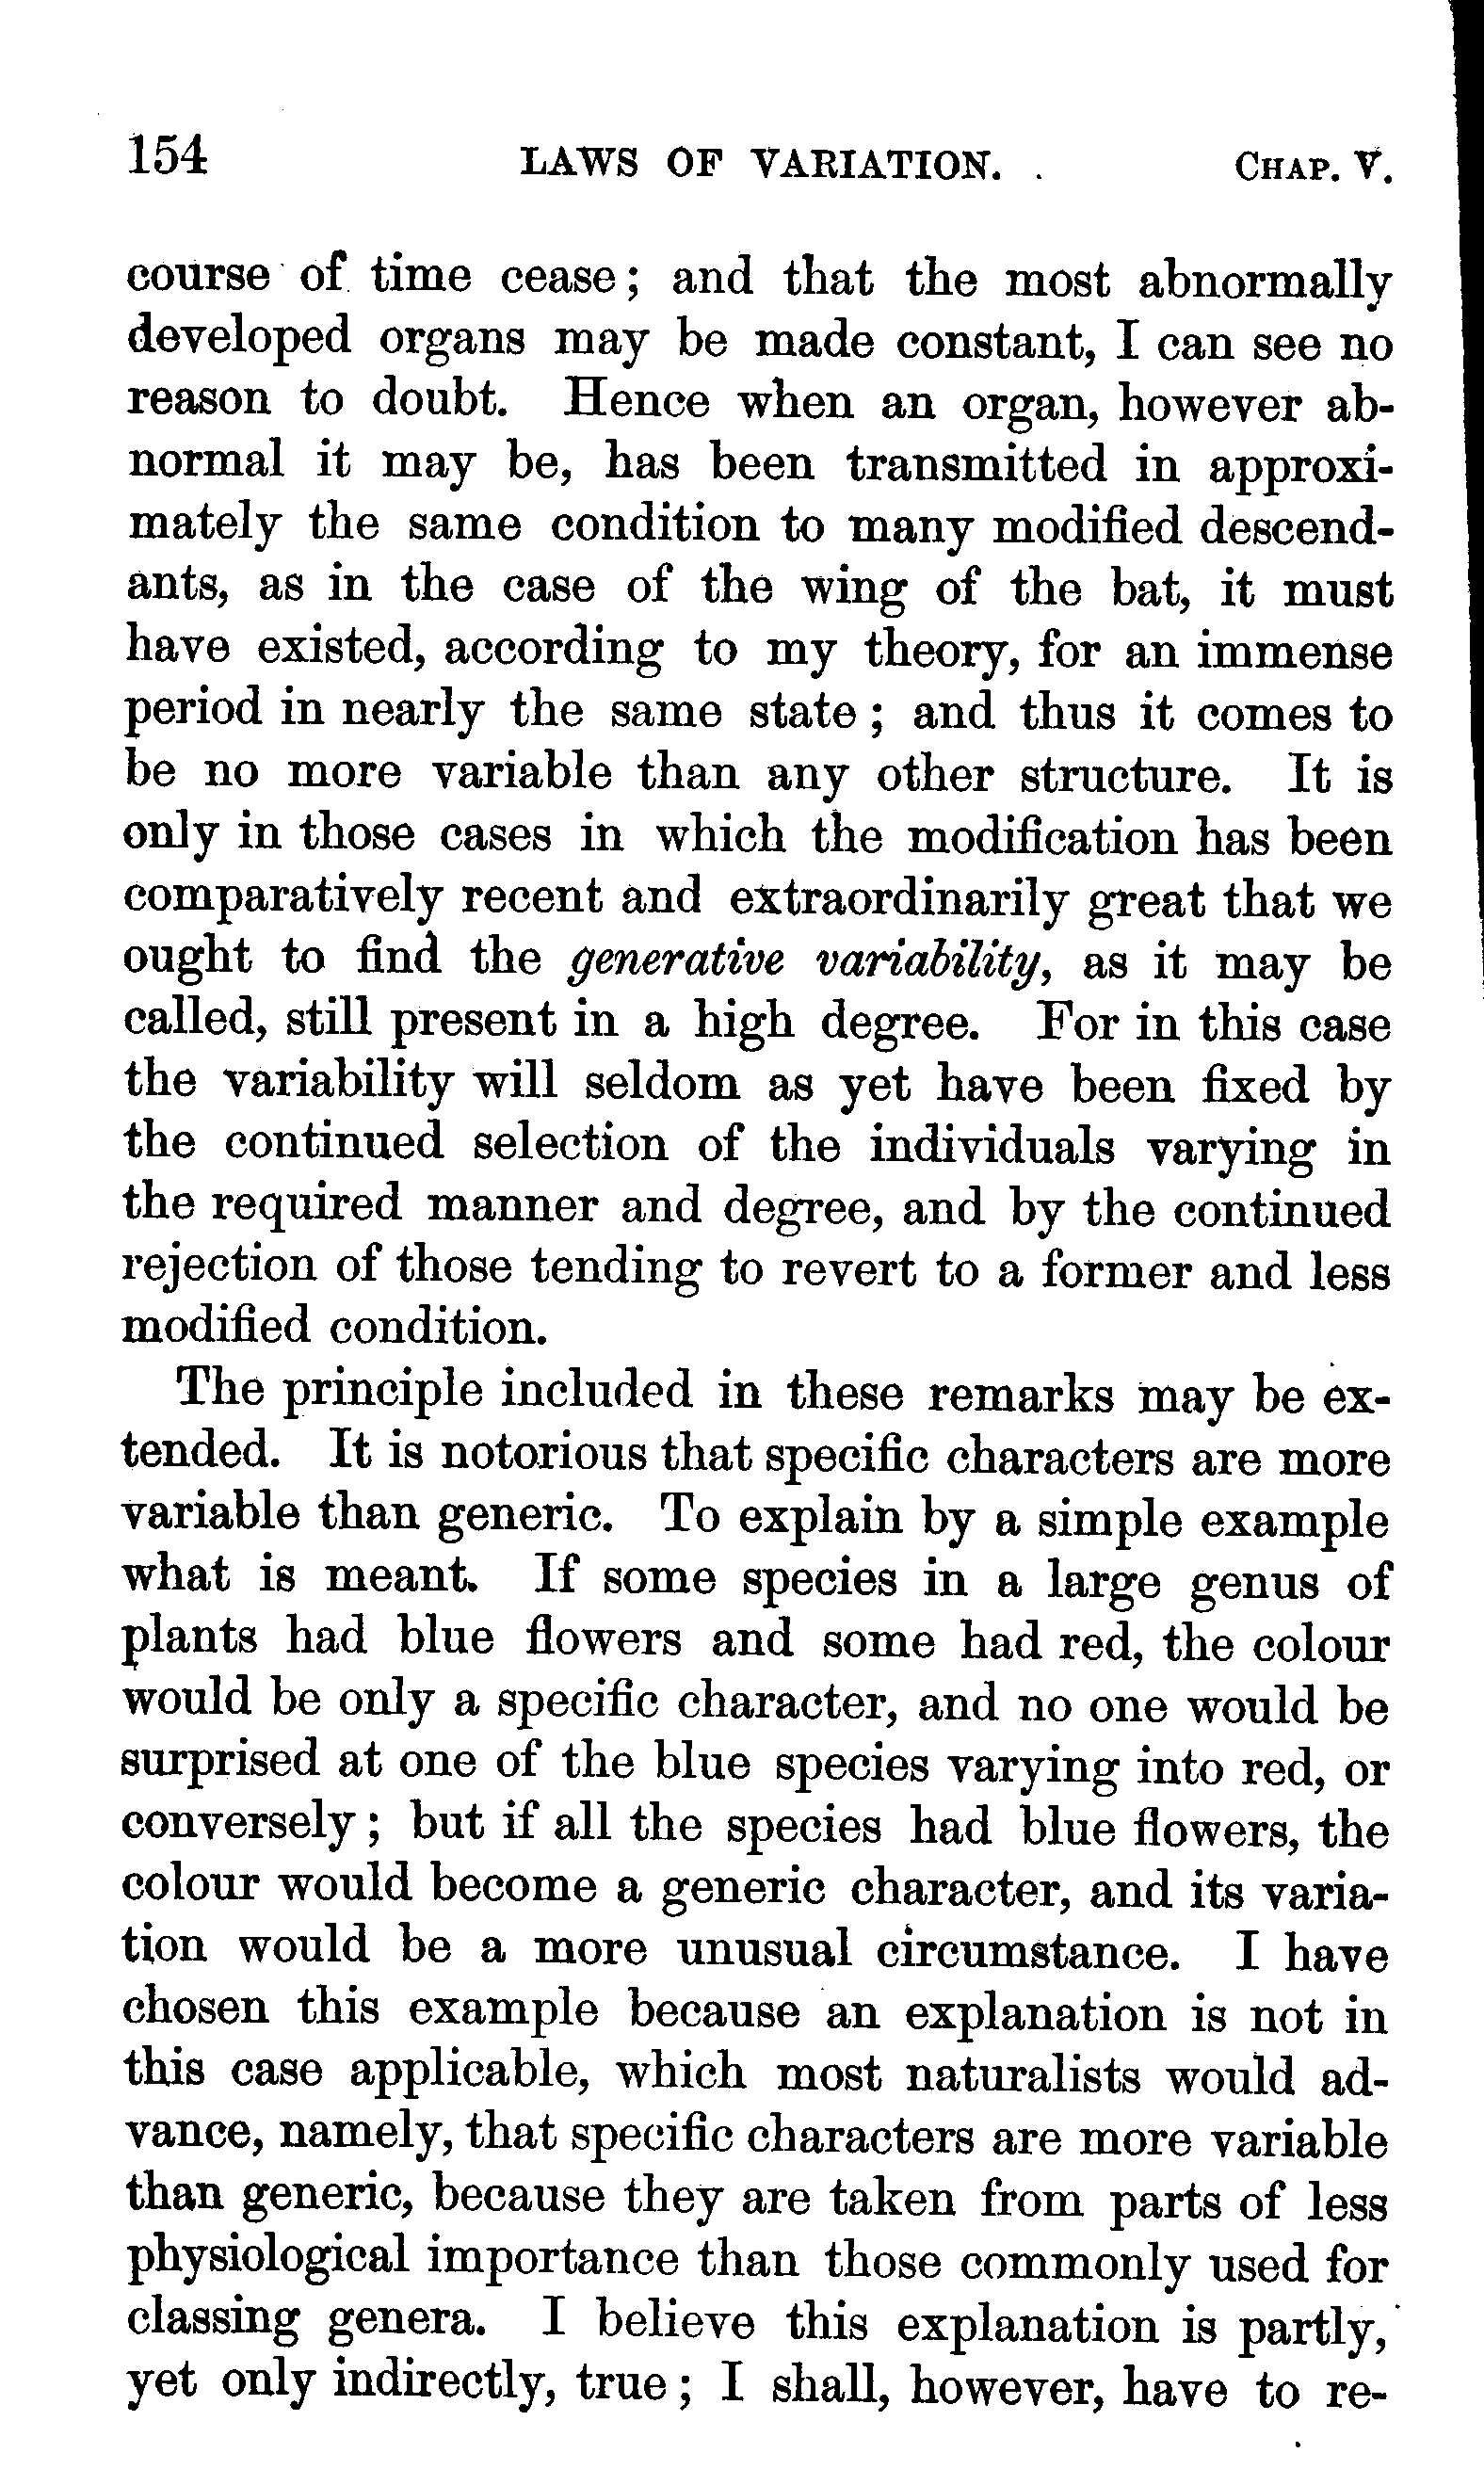 154 LAWS OF VARIATION. CHAP. V.
course of time cease; and that the most abnormally
developed organs may be made constant, I can see no
reason to doubt. Hence when an organ, however ab-
normal it may be, has been transmitted in approxi-
mately the same condition to many modified descend-
ants, as in the case of the wing of the bat, it must
have existed, according to my theory, for an immense
period in nearly the same state; and thus it comes to
be no more variable than any other structure. It is
only in those cases in which the modification has been
comparatively recent and extraordinarily great that we
ought to find the generative variability, as it may be
called, still present in a high degree. For in this case
the variability will seldom as yet have been fixed by
the continued selection of the individuals varying in
the required manner and degree, and by the continued
rejection of those tending to revert to a former and less
modified condition.
The principle included in these remarks may be ex-
tended. It is notorious that specific characters are more
variable than generic. To explain by a simple example
what is meant. If some species in a large genus of
plants had blue flowers and some had red, the colour
would be only a specific character, and no one would be
surprised at one of the blue species varying into red, or
conversely; but if all the species had blue flowers, the
colour would become a generic character, and its varia-
tion would be a more unusual circumstance. I have
chosen this example because an explanation is not in
this case applicable, which most naturalists would ad-
vance, namely, that specific characters are more variable
than generic, because they are taken from parts of less
physiological importance than those commonly used for
classing genera. I believe this explanation is partly,
yet only indirectly, true; I shall, however, have to re-